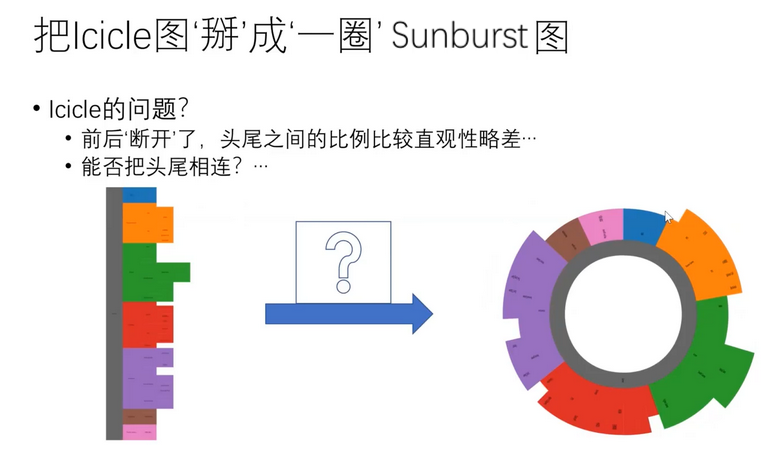 把Icicle图‘掰’成‘一圈’ Sunburst图
• Icicle的问题？
• 前后‘断开’了，头尾之间的比例比较直观性略差…
• 能否把头尾相连？…
?